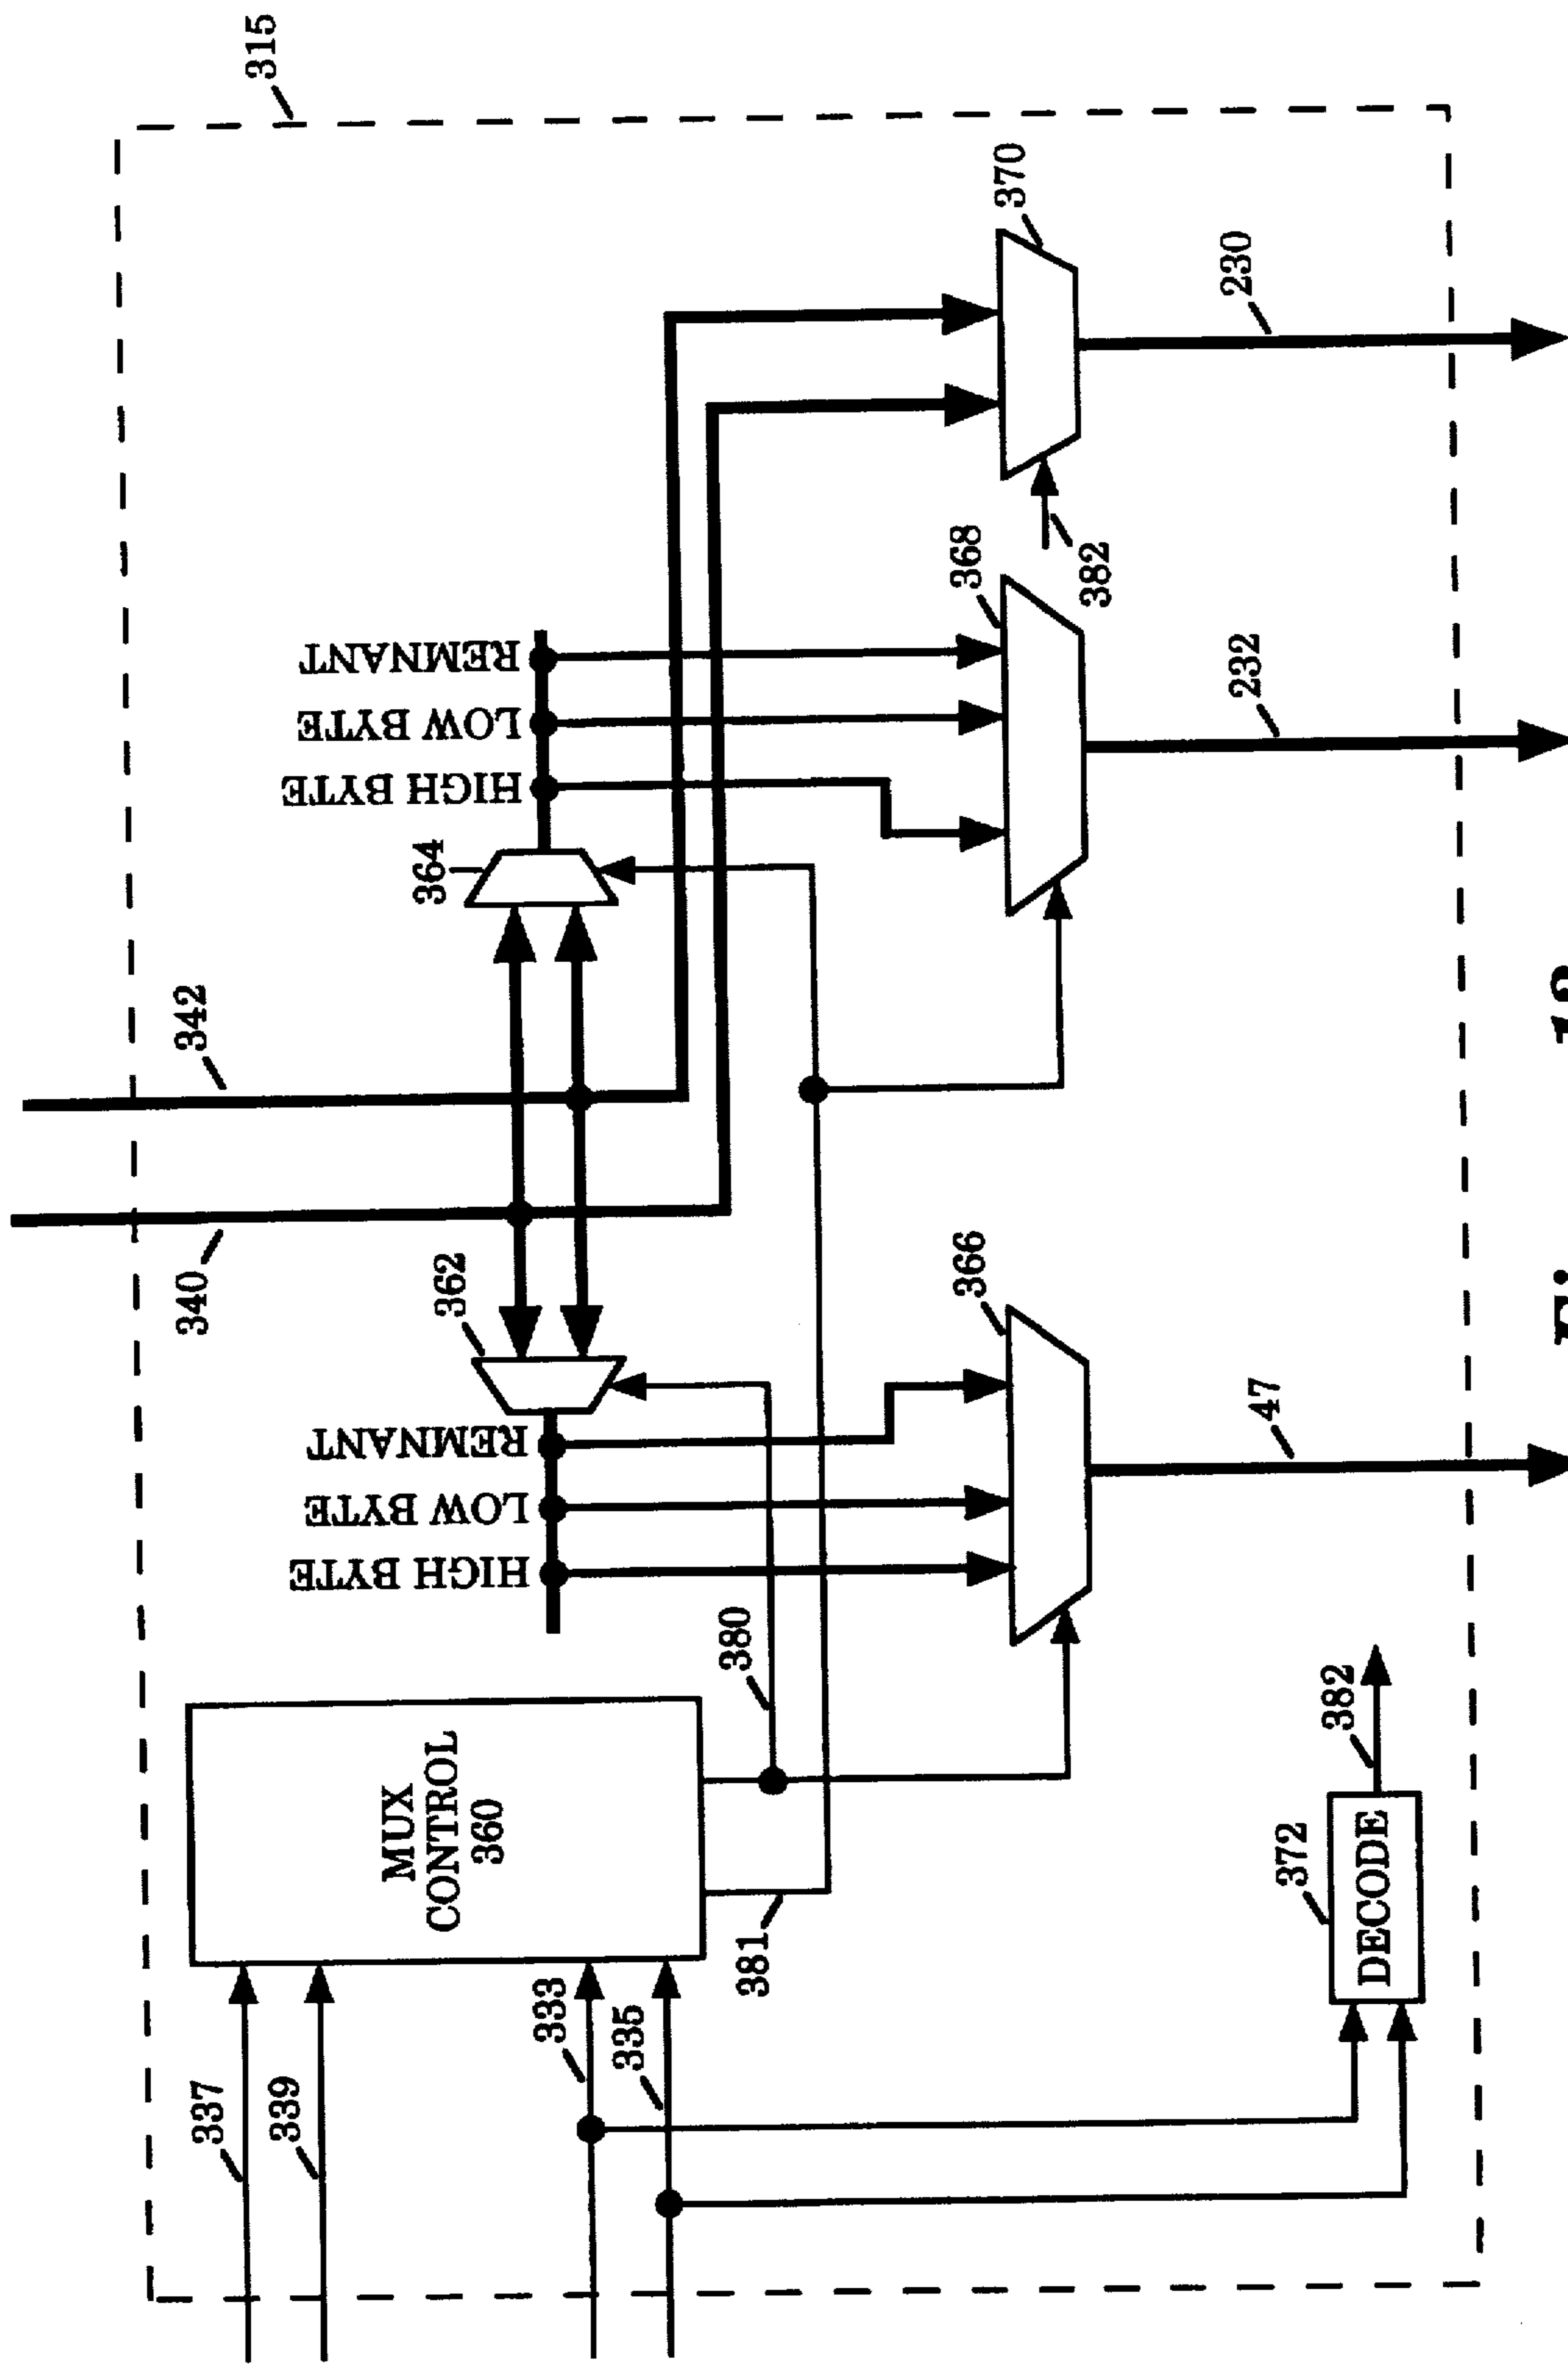 315
342
340
364
362
REMNANT
LOW BYTE
HIGH BYTE
REMNANT
LOW BYTE
HIGH BYTE
MUX
CONTROL
360
337
339
333
335
380
381
366
368
370
382
372
DECODE
382
47
232
230